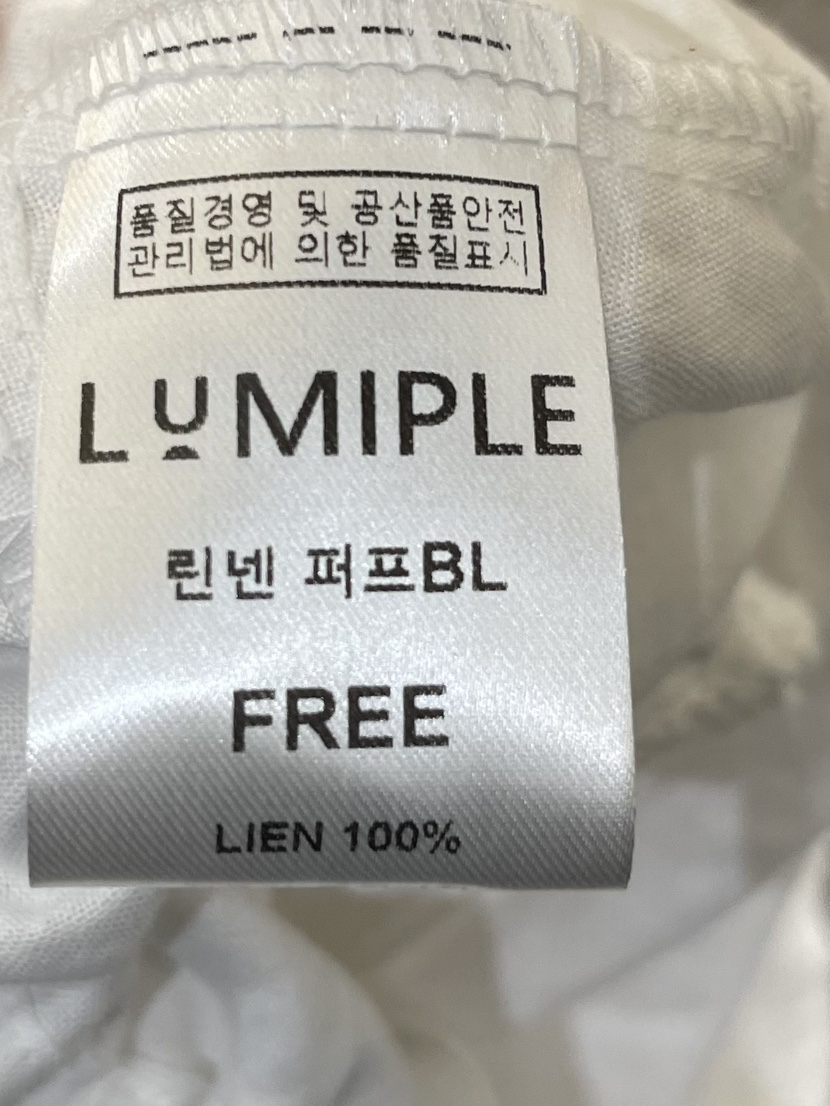 품질경영 및 공산품안전
관리법에 의한 품질표시
LUMIPLE
린넨 퍼프BL
FREE
LIEN 100%